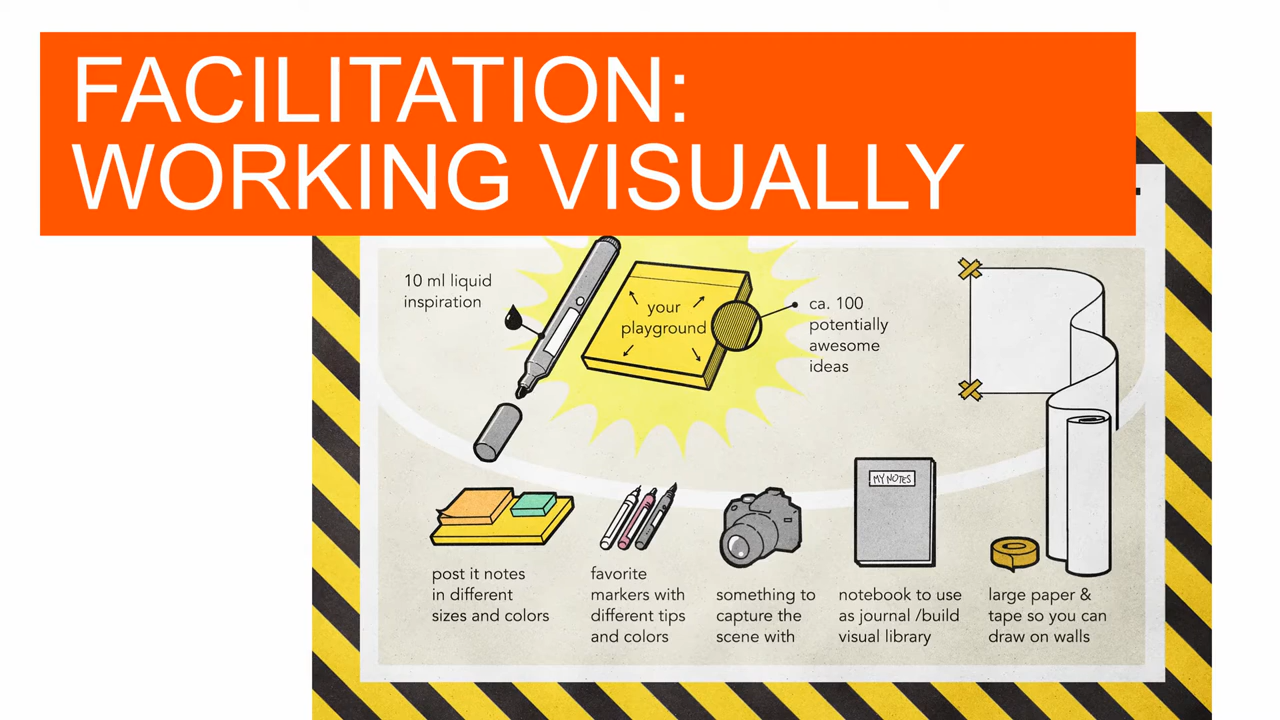 FACILITATION:
WORKING VISUALLY
10 ml liquid
inspiration
your
playground
ca. 100
potentially
awesome
ideas
MY NOTES
post it notes
in different
sizes and colors
favorite
markers with
different tips
and colors
something to
capture the
scene with
notebook to use
as journal /build
visual library
large paper &
tape so you can
draw on walls